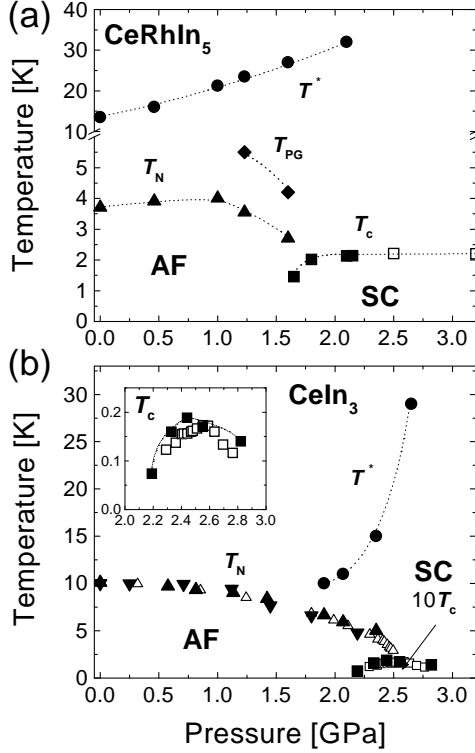 (a)
CeRhIn5
40
30
20
10
5
4
3
2
1
0
Temperature [K]
T*
TPG
TN
Tc
AF
SC
0.0 0.5 1.0 1.5 2.0 2.5 3.0
(b)
CeIn3
30
25
20
15
10
5
0
Temperature [K]
Tc
0.2
0.1
0.0
2.0 2.2 2.4 2.6 2.8 3.0
T*
TN
SC
10Tc
AF
0.0 0.5 1.0 1.5 2.0 2.5 3.0
Pressure [GPa]